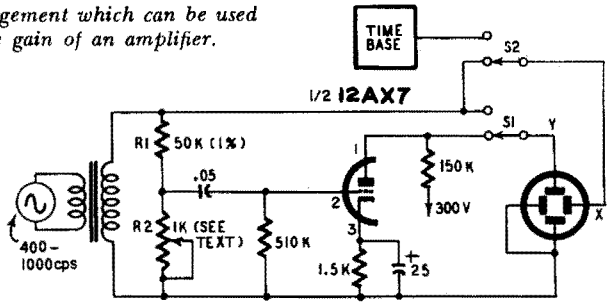 gement which can be used
gain of an amplifier.
TIME
BASE
S2
1/2 12AX7
R1
50K (1%)
S1
Y
1
.05
150K
2
300V
X
R2
1K (SEE
TEXT)
3
400-
1000cps
510K
1.5K
+
25